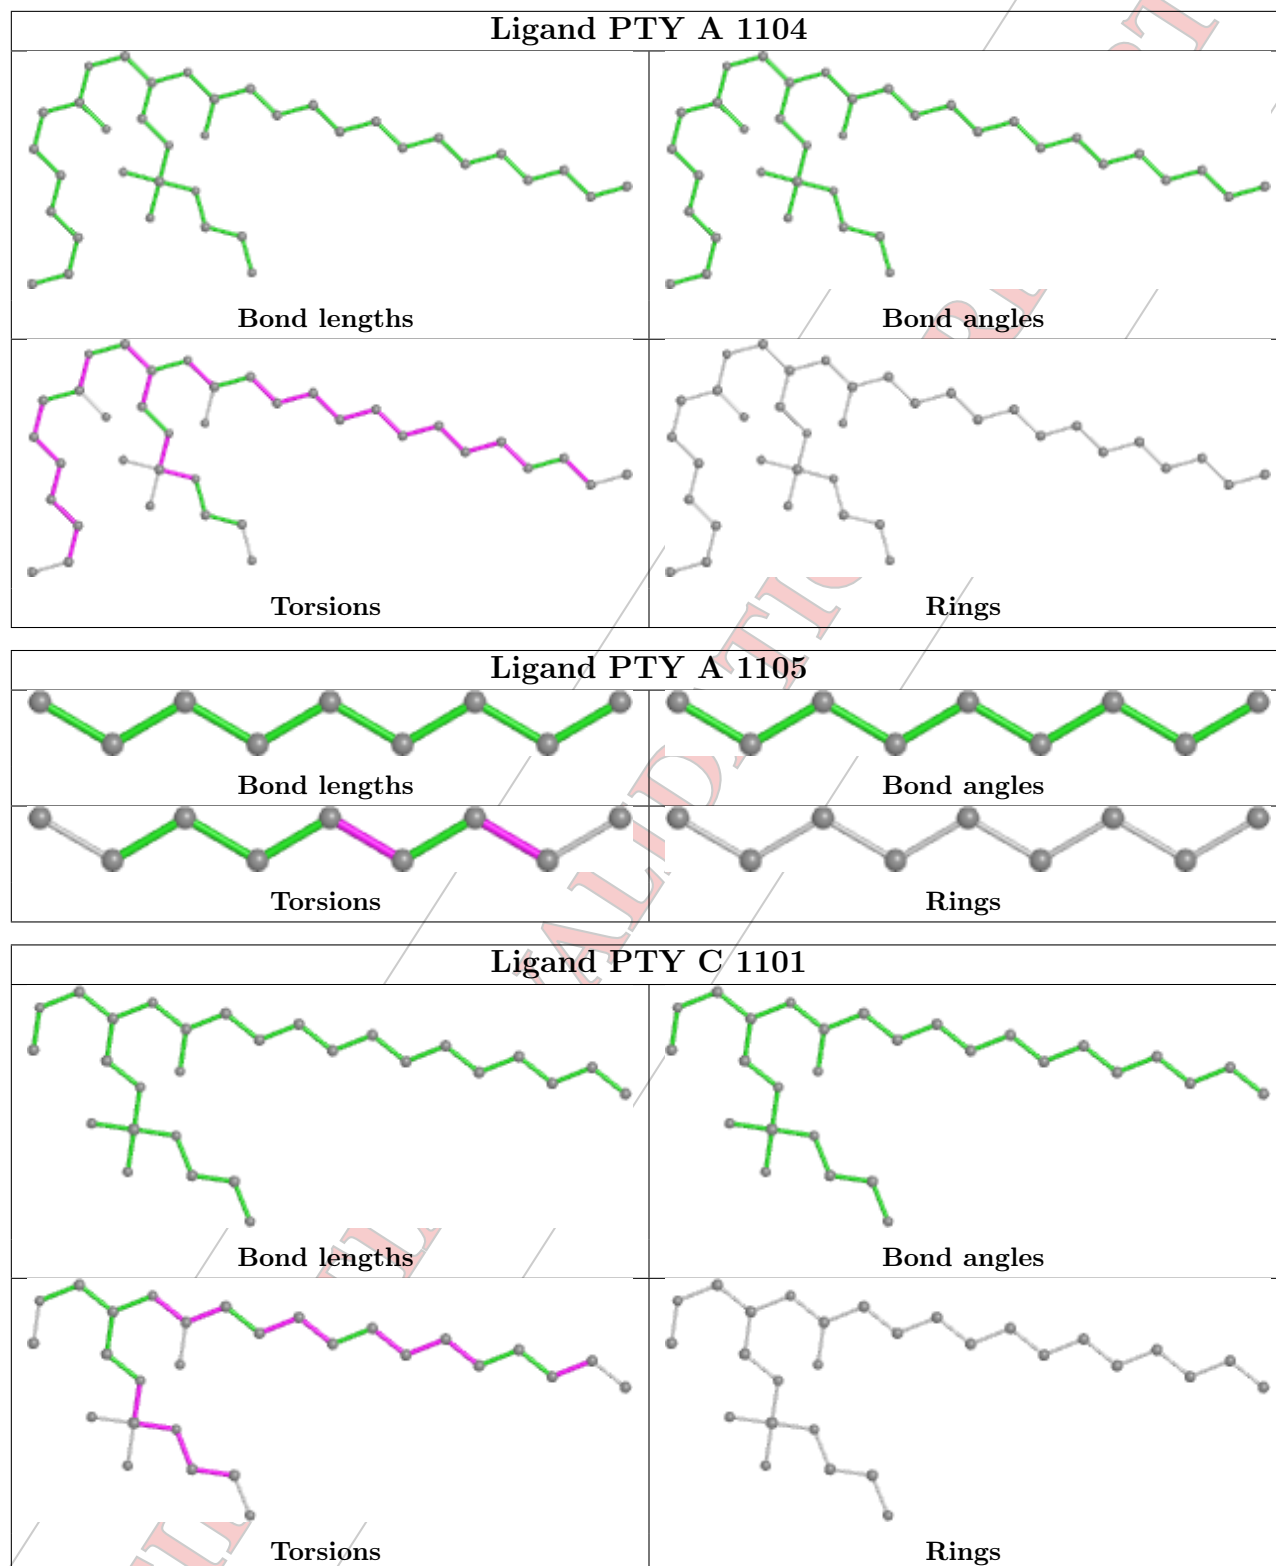 Ligand PTY A 1104
Bond lengths
Bond angles
Torsions
Rings
Ligand PTY A 1105
Bond lengths
Bond angles
Torsions
Rings
Ligand PTY C 1101
Bond lengths
Bond angles
Torsions
Rings